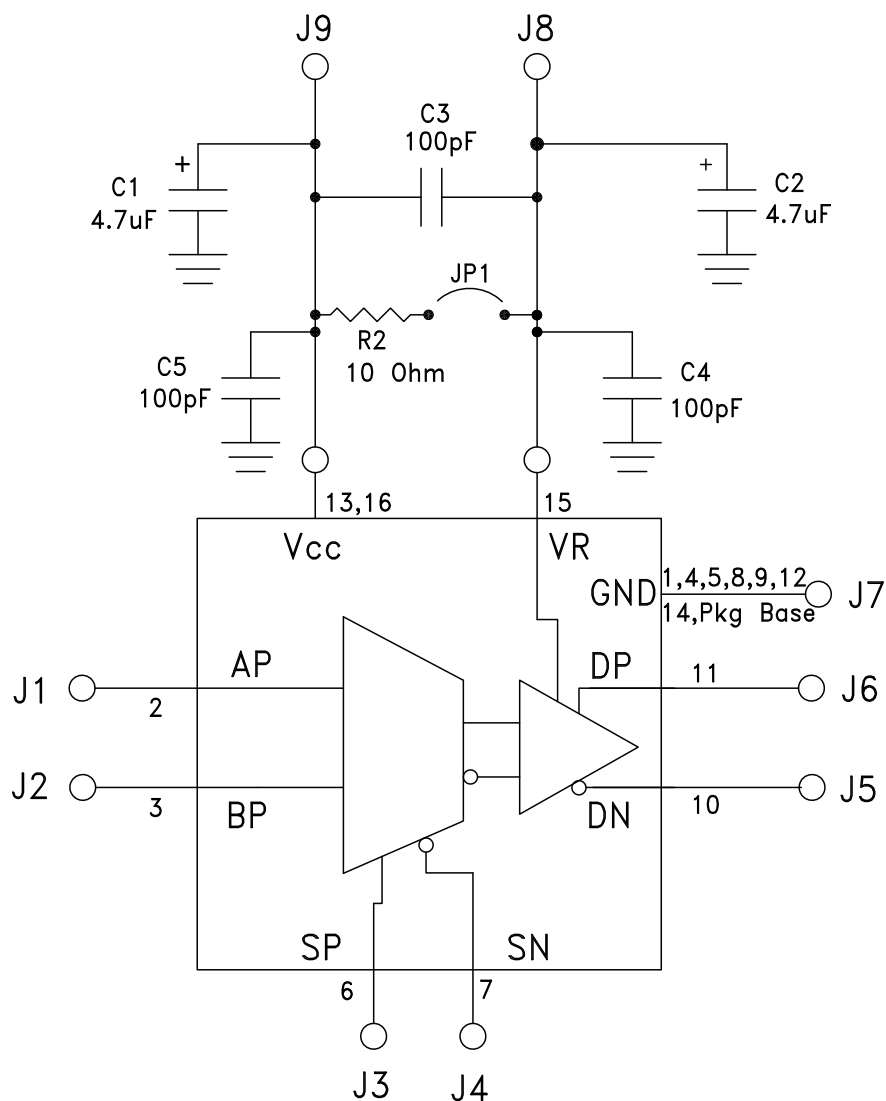 J9
J8
C3
100pF
+
C1
4.7uF
+
C2
4.7uF
JP1
R2
10 Ohm
C5
100pF
C4
100pF
13,16
15
Vcc
VR
GND
1,4,5,8,9,12
14,Pkg Base
J7
J1
2
AP
DP
11
J6
J2
3
BP
DN
10
J5
SP
SN
6
7
J3
J4